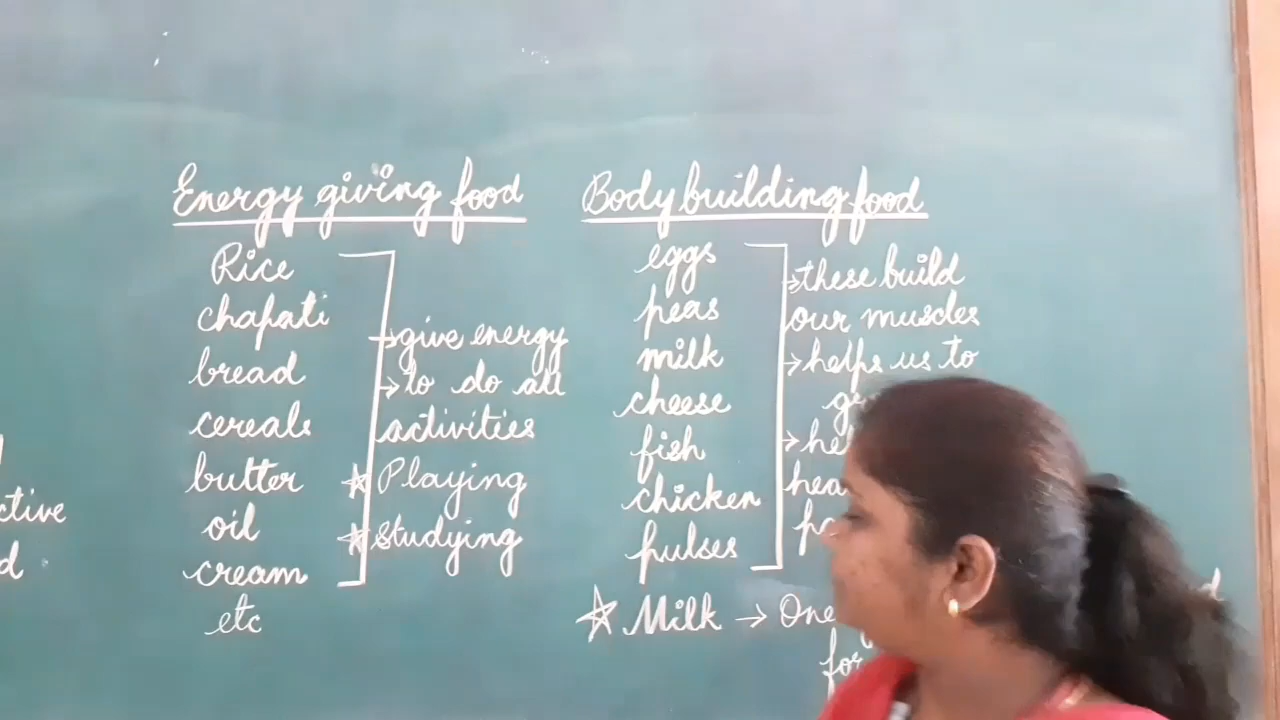 Energy giving food
Rice
chapati
bread
cereals
butter
oil
cream
etc
→give energy
→to do all
activities
☆ Playing
☆ studying
Body building food
eggs
peas
milk
cheese
fish
chicken
pulses
→these build
our muscles
→helps us to
→
☆ Milk → One
for
ctive
d